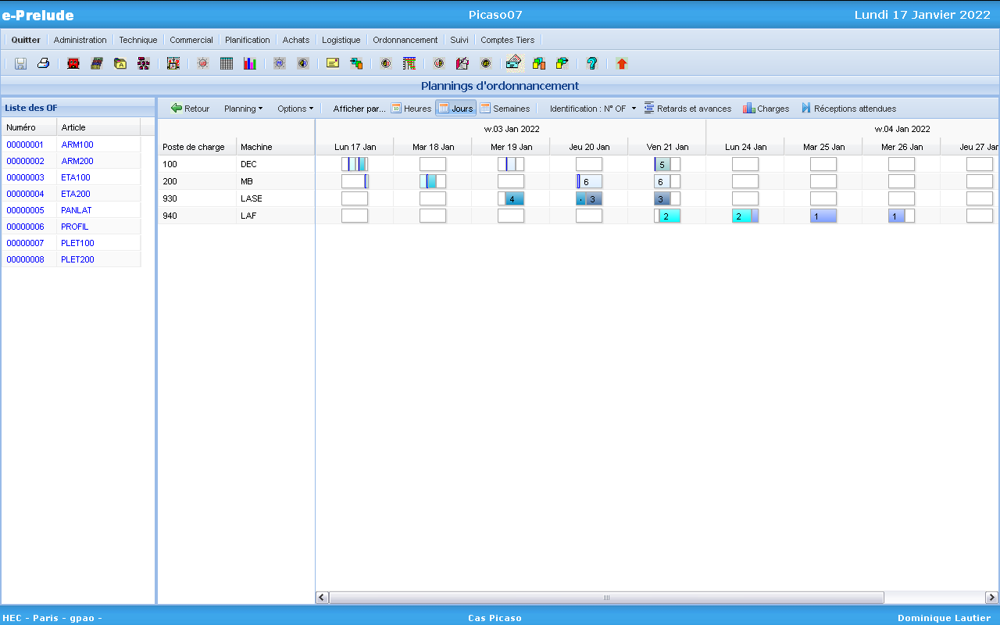 e-Prelude Picaso07 Lundi 17 Janvier 2022
Quitter Administration Technique Commercial Planification Achats Logistique Ordonnancement Suivi Comptes Tiers
Plannings d'ordonnancement
Liste des OF
Retour Planning Options Afficher par... Heures Jours Semaines Identification : N° OF Retards et avances Charges Réceptions attendues
Numéro Article
w.03 Jan 2022 w.04 Jan 2022
Poste de charge Machine Lun 17 Jan Mar 18 Jan Mer 19 Jan Jeu 20 Jan Ven 21 Jan Lun 24 Jan Mar 25 Jan Mer 26 Jan Jeu 27 Jan
00000001 ARM100
00000002 ARM200
00000003 ETA100
00000004 ETA200
00000005 PANLAT
00000006 PROFIL
00000007 PLET100
00000008 PLET200
100 DEC 5
200 MB 6 6
930 LASE 4 3 3
940 LAF 2 2 1 1
HEC - Paris - gpao - Cas Picaso Dominique Lautier